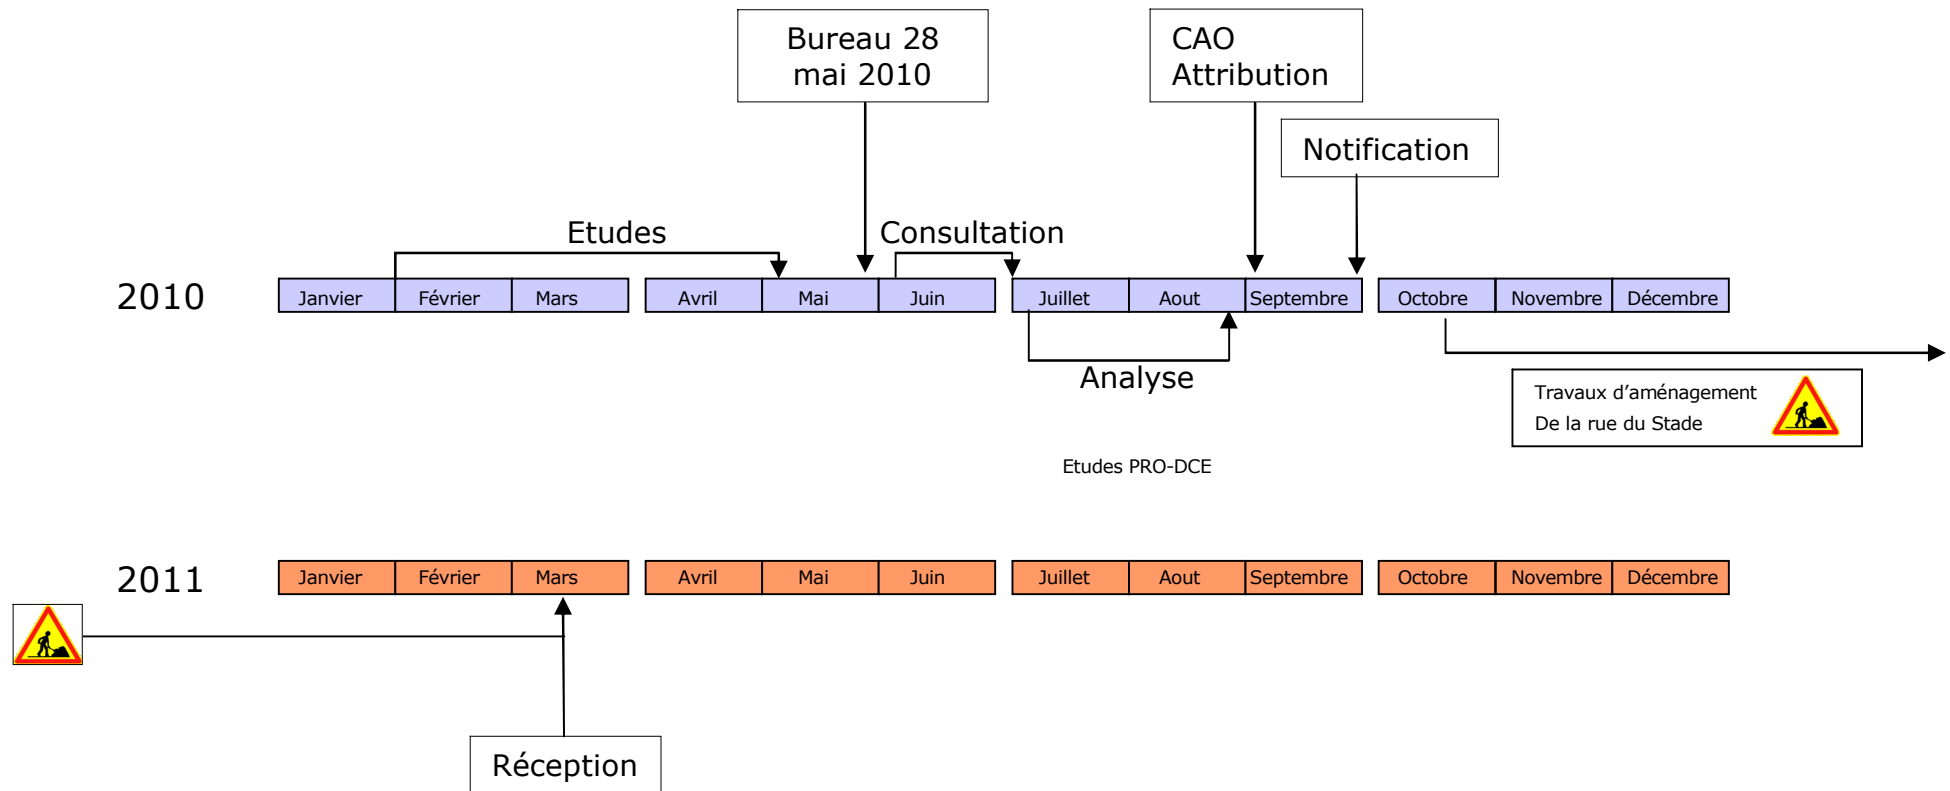 Bureau 28
mai 2010
CAO
Attribution
Notification
Etudes
Consultation
2010
Janvier Février Mars Avril Mai Juin Juillet Aout Septembre Octobre Novembre Décembre
Analyse
Travaux d’aménagement
De la rue du Stade
Etudes PRO-DCE
2011
Janvier Février Mars Avril Mai Juin Juillet Aout Septembre Octobre Novembre Décembre
Réception